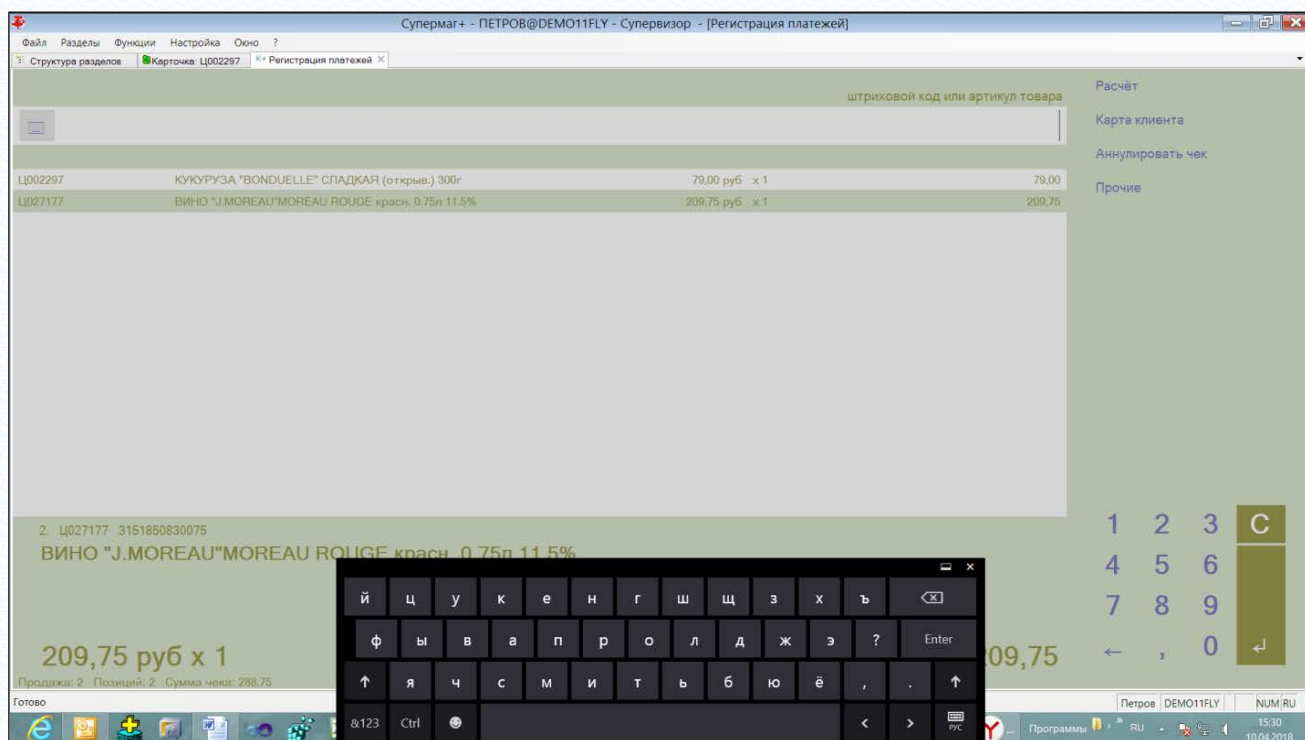 Супермаг+ - ПЕТРОВ@DEMO11FLY - Супервизор - [Регистрация платежей]
Файл Разделы Функции Настройка Окно ?
Структура разделов Карточка: Ц002297 Регистрация платежей
штриховой код или артикул товара
Расчёт
Карта клиента
Аннулировать чек
Прочие
Ц002297 КУКУРУЗА "BONDUELLE" СЛАДКАЯ (открыв.) 300г 79,00 руб x 1 79,00
Ц027177 ВИНО "J.MOREAU"MOREAU ROUGE красн. 0.75л 11.5% 209,75 руб x 1 209,75
2. Ц027177 3151850830075
ВИНО "J.MOREAU"MOREAU ROUGE красн. 0.75л 11.5%
209,75 руб x 1
09,75
Продажа: 2 Позиций: 2 Сумма чека: 288,75
1 2 3 C
4 5 6
7 8 9
← , 0 ↵
й ц у к е н г ш щ з х ъ
ф ы в а п р о л д ж э ? Enter
↑ я ч с м и т ь б ю ё , . ↑
&123 Ctrl < > РУС
Готово Петров DEMO11FLY NUM RU
Программы » RU 15:30
10.04.2018